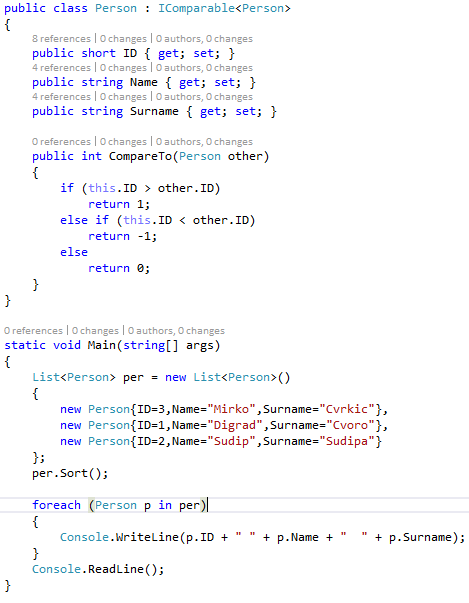 public class Person : IComparable<Person>
{
8 references | 0 changes | 0 authors, 0 changes
public short ID { get; set; }
4 references | 0 changes | 0 authors, 0 changes
public string Name { get; set; }
4 references | 0 changes | 0 authors, 0 changes
public string Surname { get; set; }
0 references | 0 changes | 0 authors, 0 changes
public int CompareTo(Person other)
{
if (this.ID > other.ID)
return 1;
else if (this.ID < other.ID)
return -1;
else
return 0;
}
}
0 references | 0 changes | 0 authors, 0 changes
static void Main(string[] args)
{
List<Person> per = new List<Person>()
{
new Person{ID=3,Name="Mirko",Surname="Cvrkic"},
new Person{ID=1,Name="Digrad",Surname="Cvoro"},
new Person{ID=2,Name="Sudip",Surname="Sudipa"}
};
per.Sort();
foreach (Person p in per)
{
Console.WriteLine(p.ID + " " + p.Name + "  " + p.Surname);
}
Console.ReadLine();
}